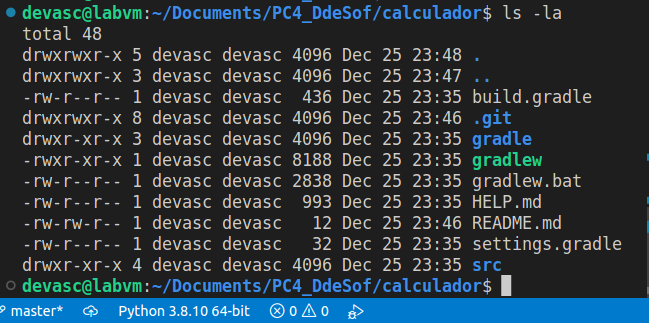 devasc@labvm:~/Documents/PC4_DdeSof/calculador$ ls -la
total 48
drwxrwxr-x 5 devasc devasc 4096 Dec 25 23:48 .
drwxrwxr-x 3 devasc devasc 4096 Dec 25 23:47 ..
-rw-r--r-- 1 devasc devasc  436 Dec 25 23:35 build.gradle
drwxrwxr-x 8 devasc devasc 4096 Dec 25 23:46 .git
drwxr-xr-x 3 devasc devasc 4096 Dec 25 23:35 gradle
-rwxr-xr-x 1 devasc devasc 8188 Dec 25 23:35 gradlew
-rw-r--r-- 1 devasc devasc 2838 Dec 25 23:35 gradlew.bat
-rw-r--r-- 1 devasc devasc  993 Dec 25 23:35 HELP.md
-rw-rw-r-- 1 devasc devasc   12 Dec 25 23:46 README.md
-rw-r--r-- 1 devasc devasc   32 Dec 25 23:35 settings.gradle
drwxr-xr-x 4 devasc devasc 4096 Dec 25 23:35 src
devasc@labvm:~/Documents/PC4_DdeSof/calculador$
master* Python 3.8.10 64-bit 0 0